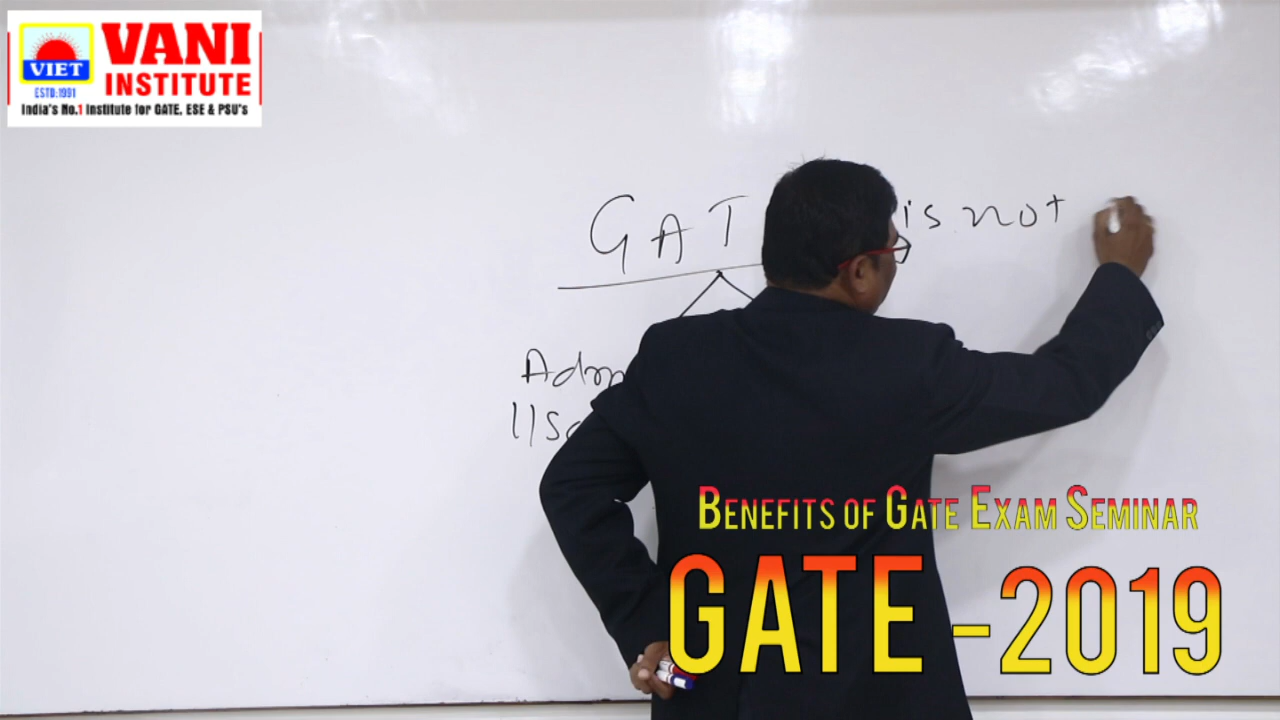 VANI
INSTITUTE
VIET
ESTD:1991
India's No.1 Institute for GATE, ESE & PSU's
GAT is not
BENEFITS OF GATE EXAM SEMINAR
GATE -2019